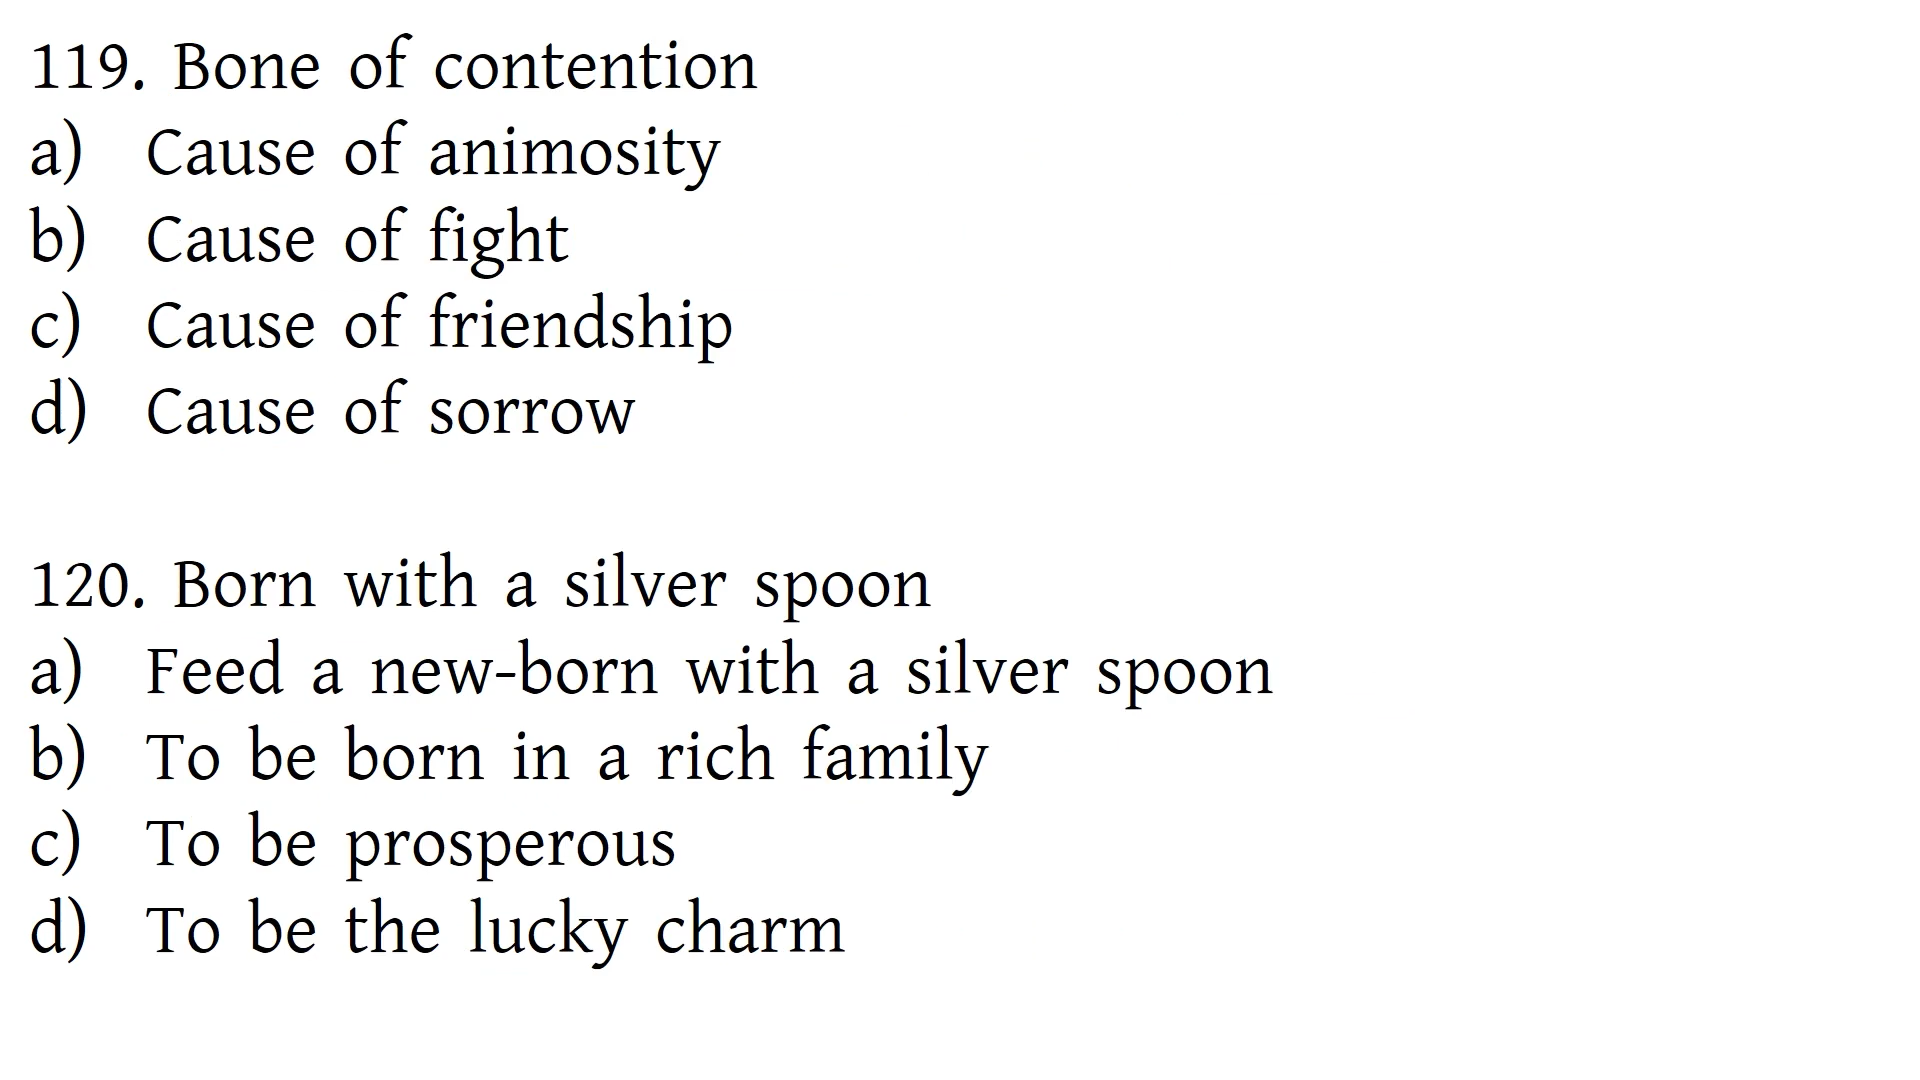 119. Bone of contention
a) Cause of animosity
b) Cause of fight
c) Cause of friendship
d) Cause of sorrow
120. Born with a silver spoon
a) Feed a new-born with a silver spoon
b) To be born in a rich family
c) To be prosperous
d) To be the lucky charm